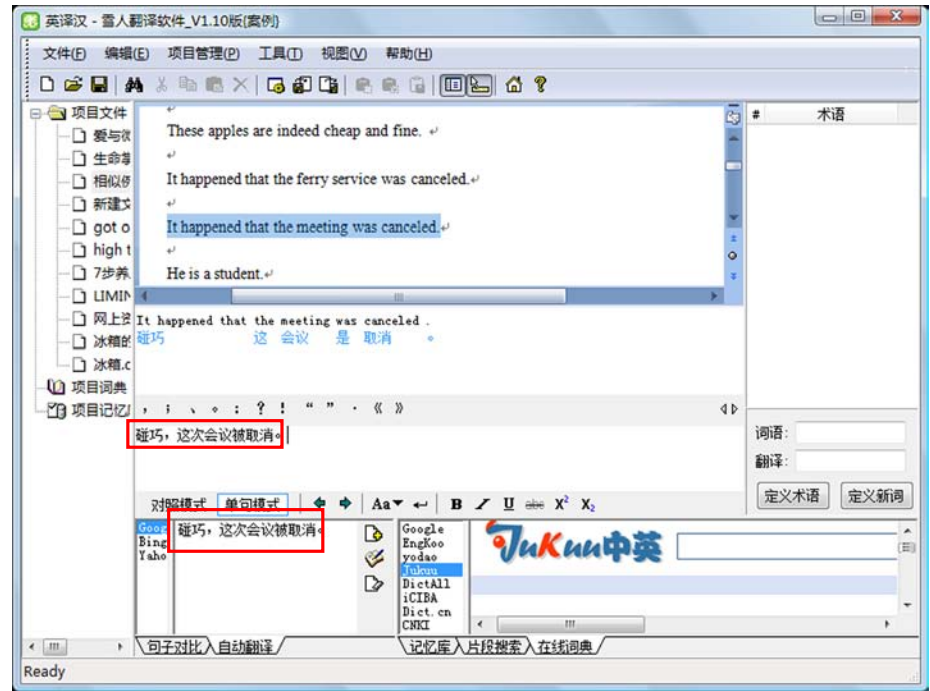 英译汉 - 雪人翻译软件_V1.10版{案例}
文件(F) 编辑(E) 项目管理(P) 工具(T) 视图(V) 帮助(H)
项目文件
爱与微
生命掌
相似例
新建文
got o
high t
7步养
LIMIN
网上资
冰箱的
冰箱.c
项目词典
项目记忆
These apples are indeed cheap and fine.
It happened that the ferry service was canceled.
It happened that the meeting was canceled.
He is a student.
# 术语
It happened that the meeting was canceled .
碰巧 这 会议 是 取消 。
， ； 、 。 ： ？ ！ “ ” · 《 》
碰巧，这次会议被取消。
词语:
翻译:
定义术语 定义新词
对照模式 单句模式 Aa B I U abc X² X₂
Goog
Bing
Yaho
碰巧，这次会议被取消。
Google
EngKoo
yodao
Jukuu
DictAll
iCIBA
Dict.cn
CNKI
JuKuu中英
句子对比 自动翻译 记忆库 片段搜索 在线词典
Ready